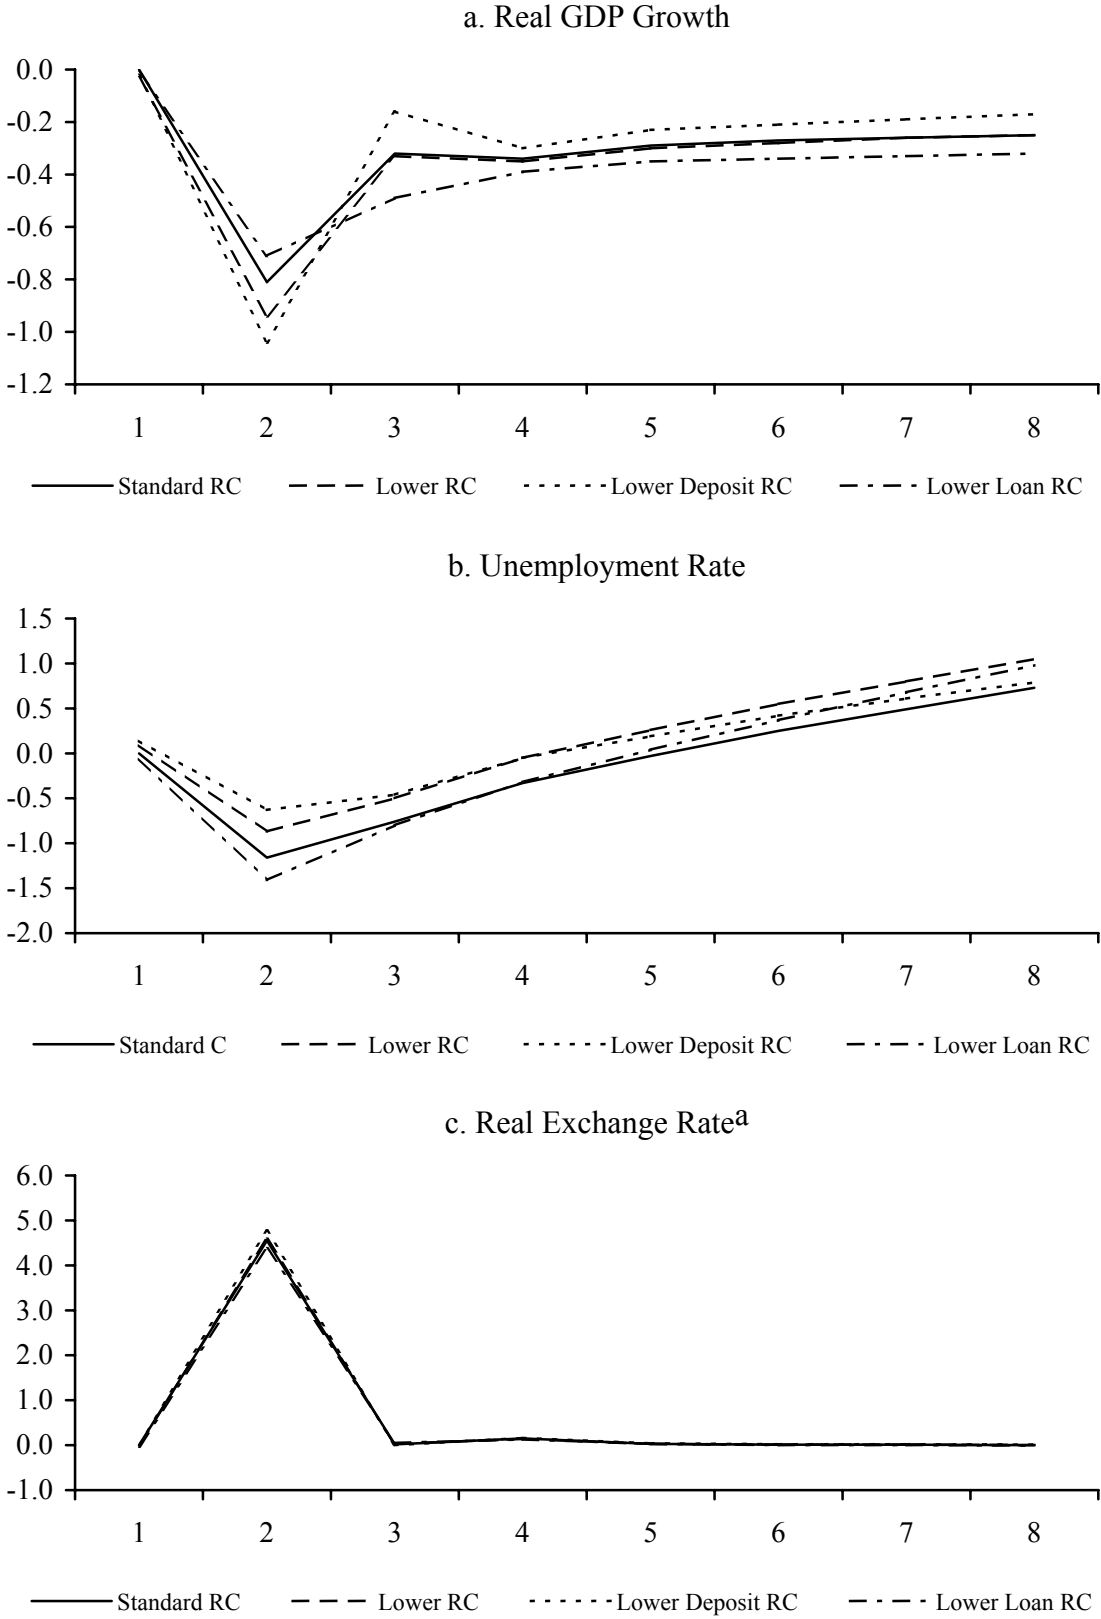 a. Real GDP Growth
0.0
-0.2
-0.4
-0.6
-0.8
-1.0
-1.2
1 2 3 4 5 6 7 8
Standard RC Lower RC Lower Deposit RC Lower Loan RC
b. Unemployment Rate
1.5
1.0
0.5
0.0
-0.5
-1.0
-1.5
-2.0
1 2 3 4 5 6 7 8
Standard C Lower RC Lower Deposit RC Lower Loan RC
c. Real Exchange Rateª
6.0
5.0
4.0
3.0
2.0
1.0
0.0
-1.0
1 2 3 4 5 6 7 8
Standard RC Lower RC Lower Deposit RC Lower Loan RC